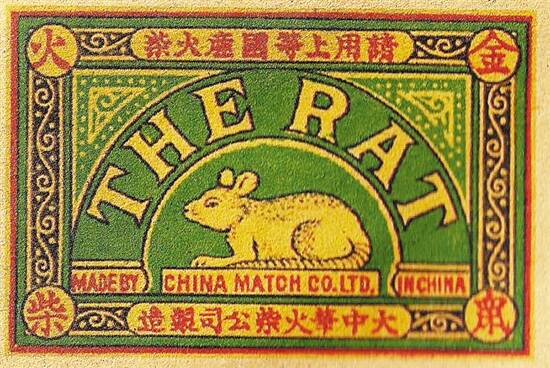 請用上等國產火柴
金
鼠
火
柴
THE RAT
MADE BY CHINA MATCH CO. LTD. IN CHINA
大中華火柴公司製造